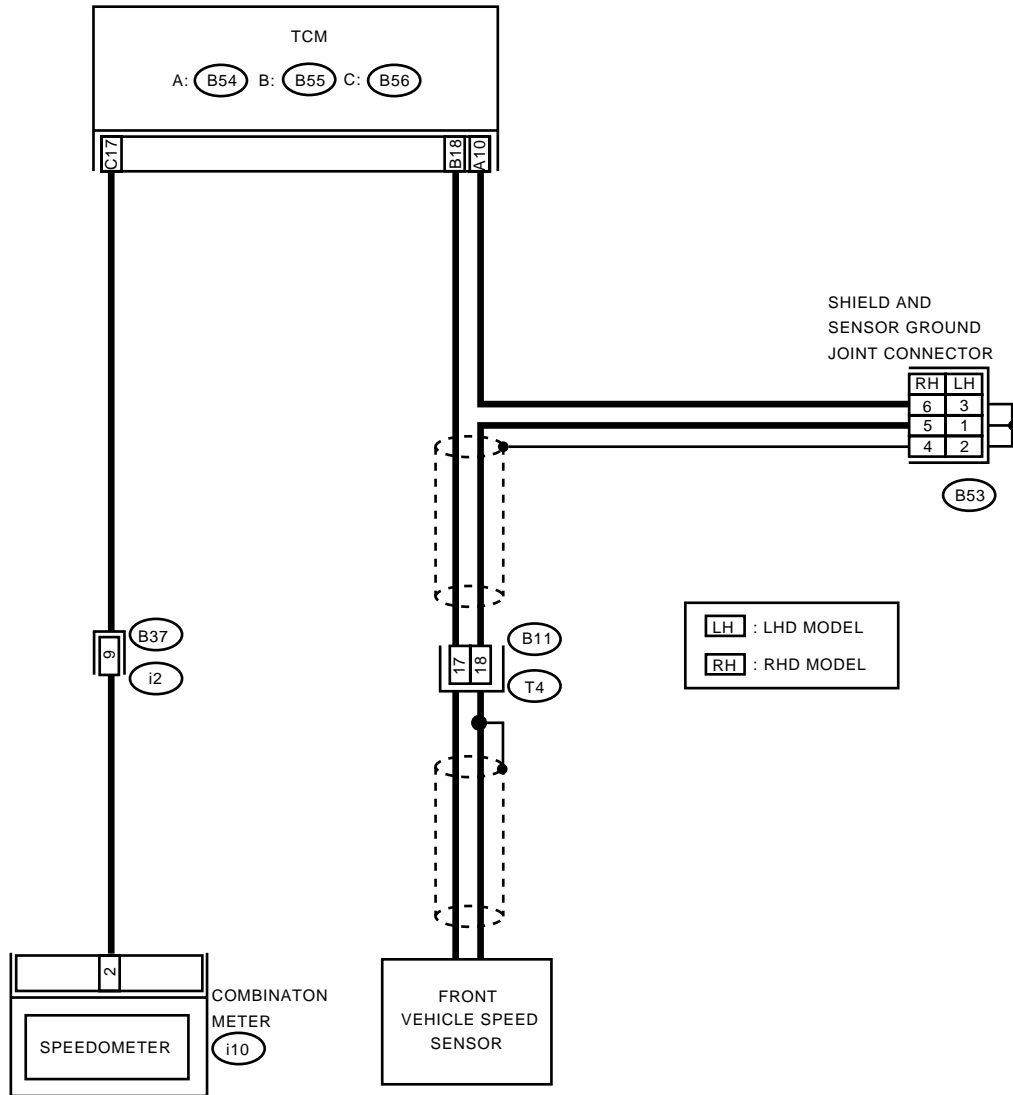 TCM
A: B54 B: B55 C: B56
C17
B18
A10
SHIELD AND
SENSOR GROUND
JOINT CONNECTOR
RH LH
6 3
5 1
4 2
B53
9
B37
i2
17
18
B11
T4
LH : LHD MODEL
RH : RHD MODEL
2
COMBINATON
METER
i10
SPEEDOMETER
FRONT
VEHICLE SPEED
SENSOR